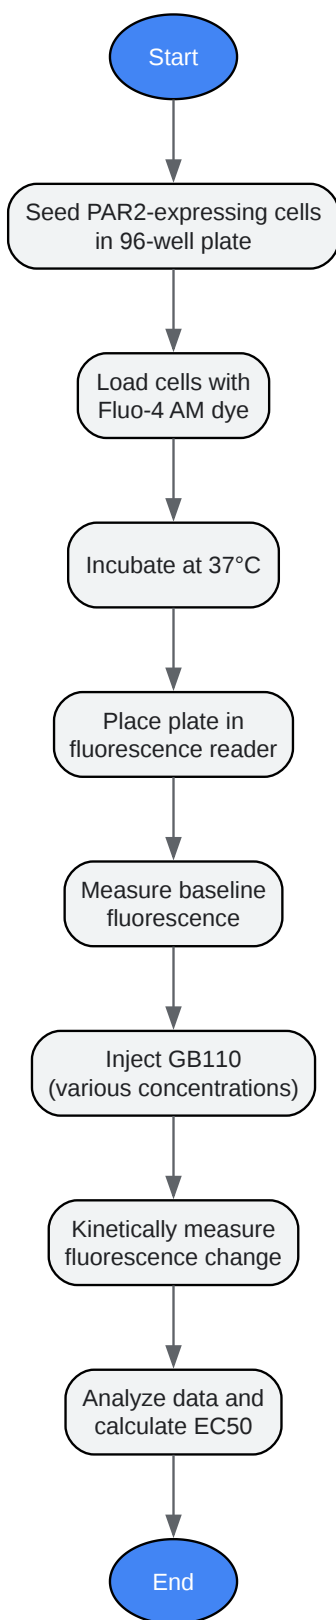 Start
Seed PAR2-expressing cells
in 96-well plate
Load cells with
Fluo-4 AM dye
Incubate at 37°C
Place plate in
fluorescence reader
Measure baseline
fluorescence
Inject GB110
(various concentrations)
Kinetically measure
fluorescence change
Analyze data and
calculate EC50
End